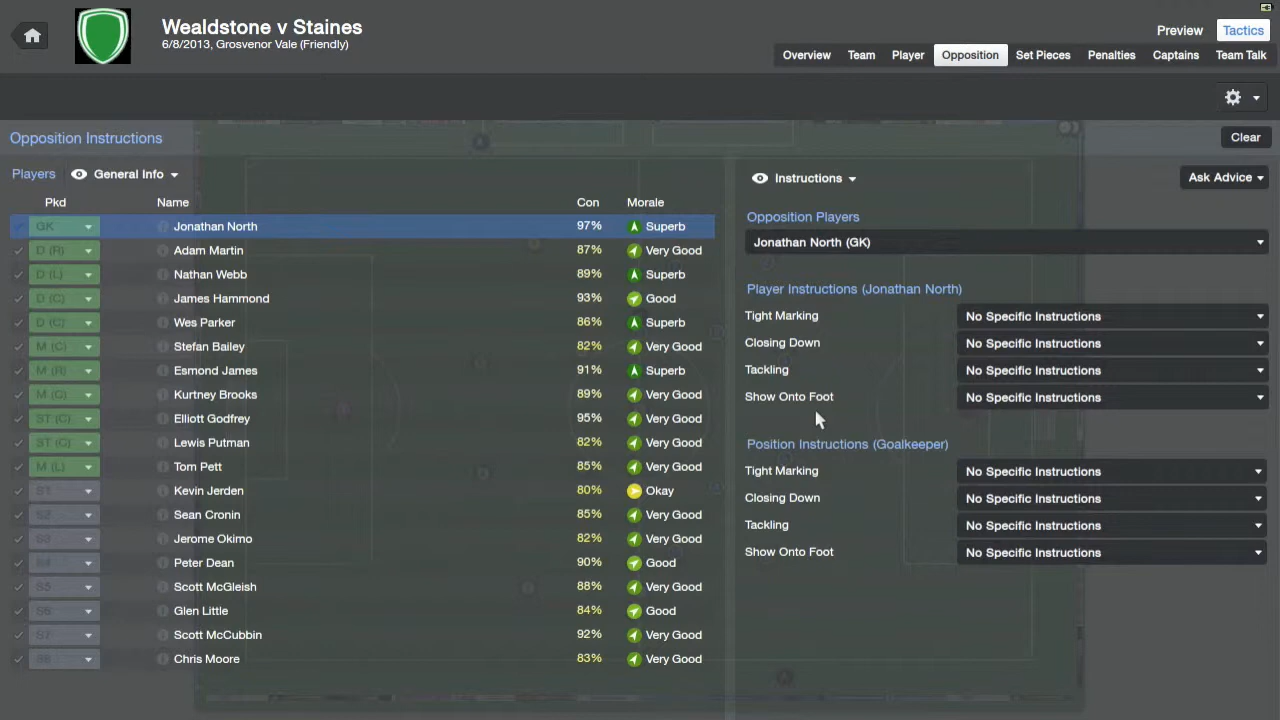 Wealdstone v Staines
6/8/2013, Grosvenor Vale (Friendly)
Preview Tactics
Overview Team Player Opposition Set Pieces Penalties Captains Team Talk
Opposition Instructions
Clear
Players General Info
Instructions
Ask Advice
Pkd Name Con Morale
GK Jonathan North 97% Superb
D (R) Adam Martin 87% Very Good
D (L) Nathan Webb 89% Superb
D (C) James Hammond 93% Good
D (C) Wes Parker 86% Superb
M (C) Stefan Bailey 82% Very Good
M (R) Esmond James 91% Superb
M (C) Kurtney Brooks 89% Very Good
ST (C) Elliott Godfrey 95% Very Good
ST (C) Lewis Putman 82% Very Good
M (L) Tom Pett 85% Very Good
S1 Kevin Jerden 80% Okay
S2 Sean Cronin 85% Very Good
S3 Jerome Okimo 82% Very Good
S4 Peter Dean 90% Good
S5 Scott McGleish 88% Very Good
S6 Glen Little 84% Good
S7 Scott McCubbin 92% Very Good
S8 Chris Moore 83% Very Good
Opposition Players
Jonathan North (GK)
Player Instructions (Jonathan North)
Tight Marking No Specific Instructions
Closing Down No Specific Instructions
Tackling No Specific Instructions
Show Onto Foot No Specific Instructions
Position Instructions (Goalkeeper)
Tight Marking No Specific Instructions
Closing Down No Specific Instructions
Tackling No Specific Instructions
Show Onto Foot No Specific Instructions